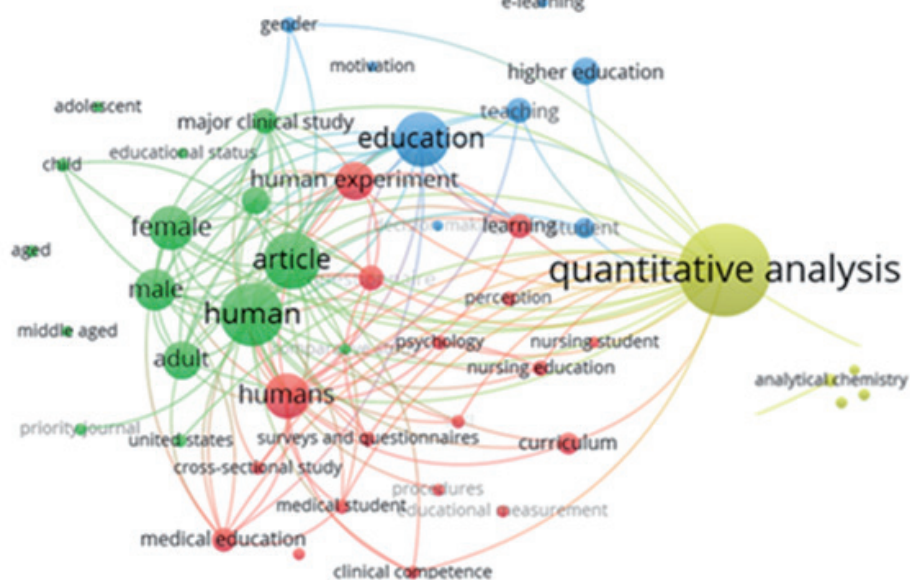 e-learning
gender
motivation
higher education
adolescent
teaching
major clinical study
education
educational status
child
human experiment
female
learning
student
aged
article
quantitative analysis
male
perception
human
middle aged
psychology
nursing student
adult
nursing education
analytical chemistry
humans
priority journal
united states
surveys and questionnaires
curriculum
cross-sectional study
procedures
medical student
educational measurement
medical education
clinical competence